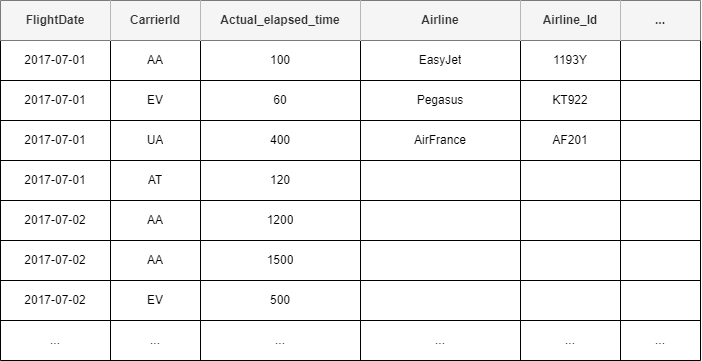 FlightDate CarrierId Actual_elapsed_time Airline Airline_Id ...
2017-07-01 AA 100 EasyJet 1193Y
2017-07-01 EV 60 Pegasus KT922
2017-07-01 UA 400 AirFrance AF201
2017-07-01 AT 120
2017-07-02 AA 1200
2017-07-02 AA 1500
2017-07-02 EV 500
... ... ... ... ... ...